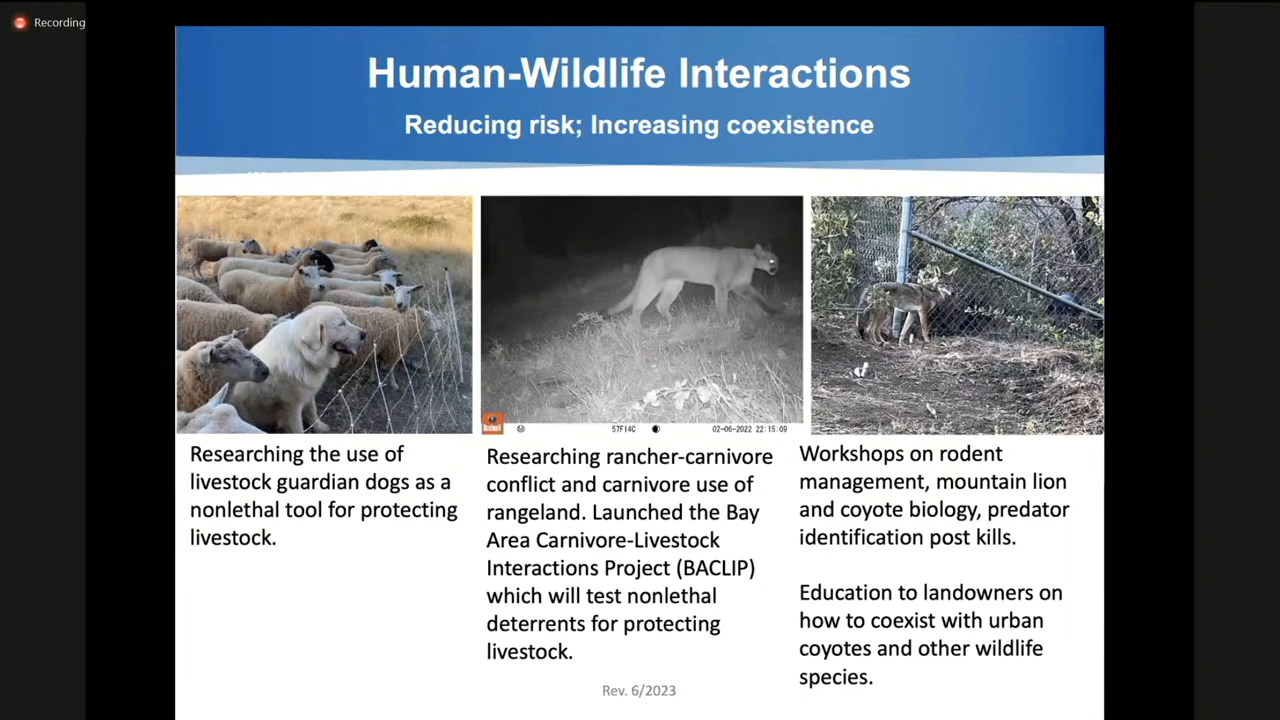 Recording
Human-Wildlife Interactions
Reducing risk; Increasing coexistence
57F14C
02-06-2022 22:15:09
Researching the use of
livestock guardian dogs as a
nonlethal tool for protecting
livestock.
Researching rancher-carnivore
conflict and carnivore use of
rangeland. Launched the Bay
Area Carnivore-Livestock
Interactions Project (BACLIP)
which will test nonlethal
deterrents for protecting
livestock.
Workshops on rodent
management, mountain lion
and coyote biology, predator
identification post kills.
Education to landowners on
how to coexist with urban
coyotes and other wildlife
species.
Rev. 6/2023